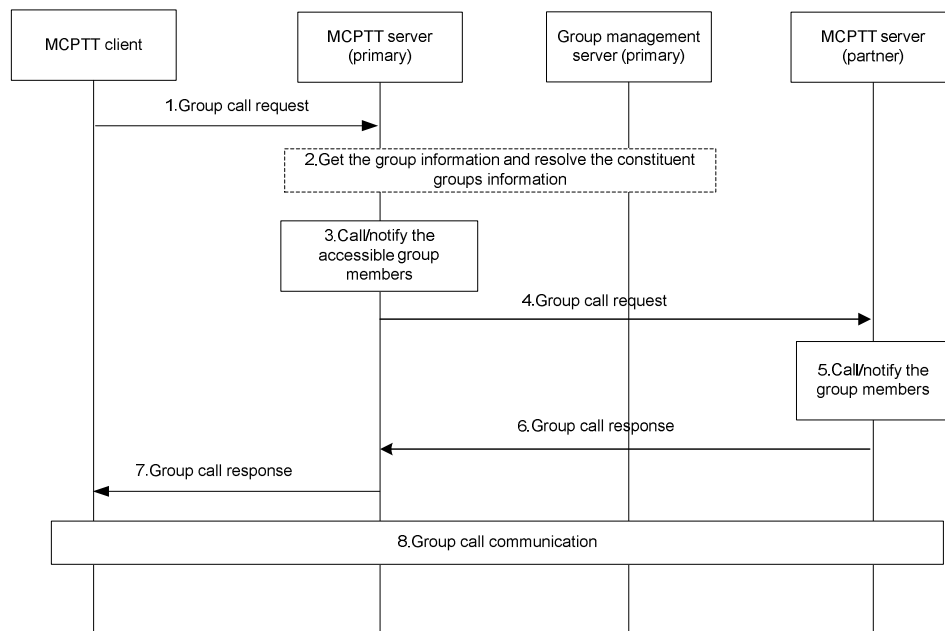 MCPTT client
MCPTT server
(primary)
Group management
server (primary)
MCPTT server
(partner)
1.Group call request
2.Get the group information and resolve the constituent
groups information
3.Call/notify the
accessible group
members
4.Group call request
5.Call/notify the
group members
6.Group call response
7.Group call response
8.Group call communication